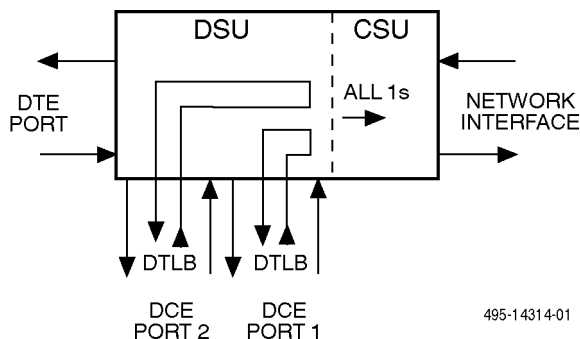 DSU
CSU
DTE
PORT
ALL 1s
NETWORK
INTERFACE
DTLB
DTLB
DCE
PORT 2
DCE
PORT 1
495-14314-01